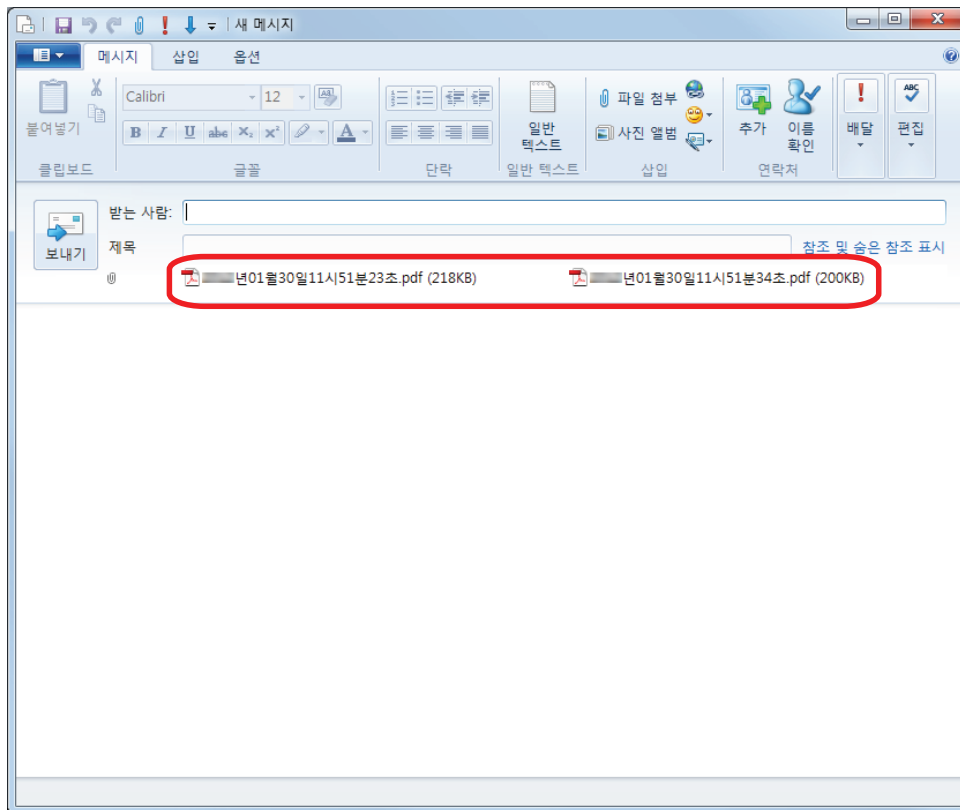 새 메시지
메시지 삽입 옵션
Calibri 12 파일 첨부
붙여넣기 B I U abc X₂ X² A 일반 텍스트 사진 앨범 추가 이름 확인 배달 ABC 편집
클립보드 글꼴 단락 일반 텍스트 삽입 연락처
받는 사람:
보내기 제목 참조 및 숨은 참조 표시
년01월30일11시51분23초.pdf (218KB) 년01월30일11시51분34초.pdf (200KB)